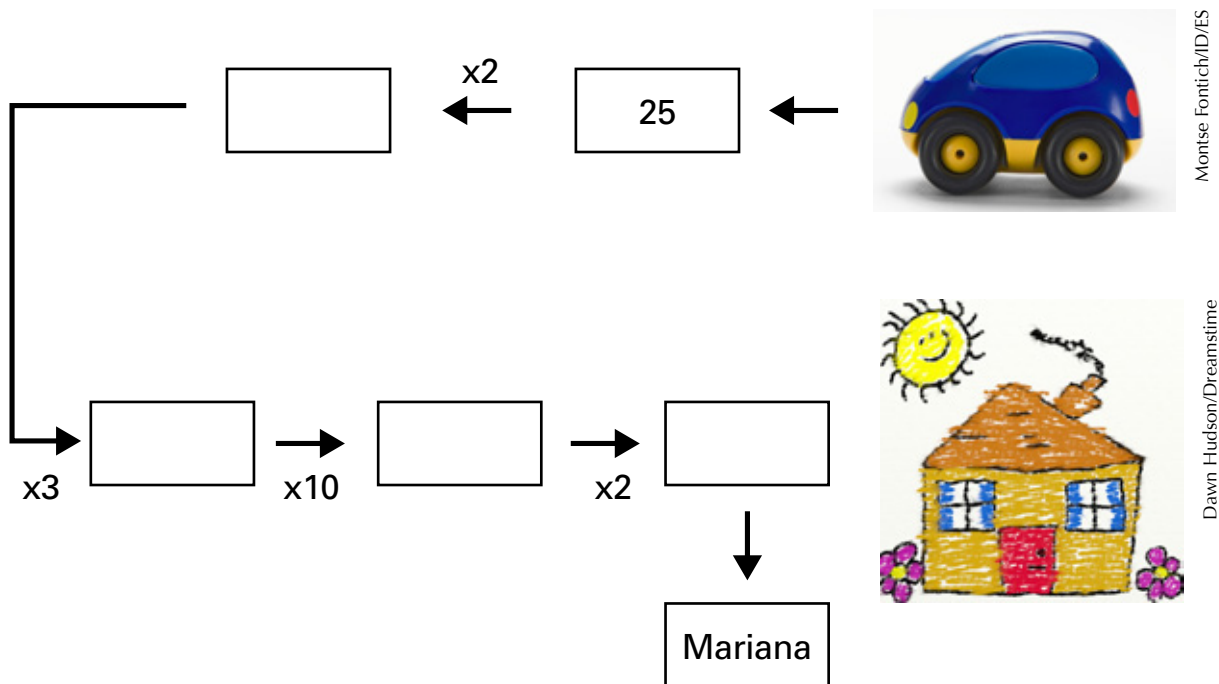 x2
25
Montse Fontich/ID/ES
x3
x10
x2
Mariana
Dawn Hudson/Dreamstime